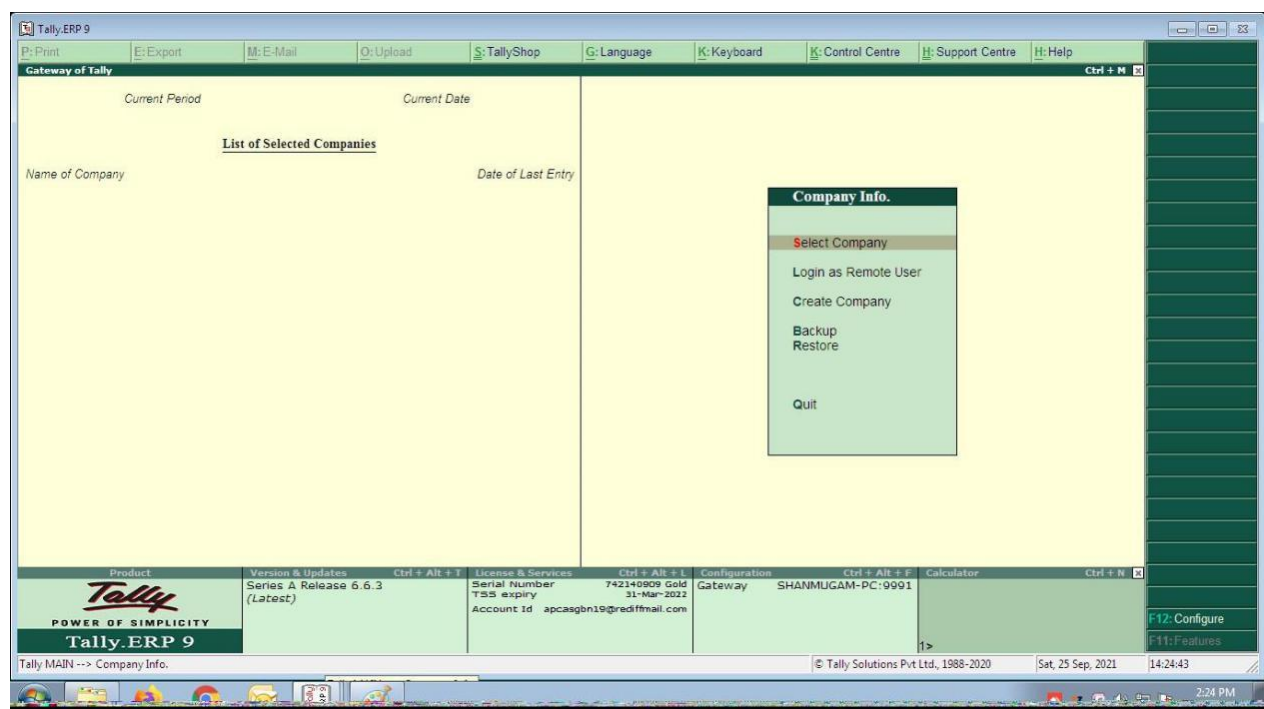 Tally.ERP 9
P: Print E: Export M: E-Mail O: Upload S: TallyShop G: Language K: Keyboard K: Control Centre H: Support Centre H: Help
Gateway of Tally Ctrl + M
Current Period Current Date
List of Selected Companies
Name of Company Date of Last Entry
Company Info.
Select Company
Login as Remote User
Create Company
Backup
Restore
Quit
Product Version & Updates Ctrl + Alt + T License & Services Ctrl + Alt + L Configuration Ctrl + Alt + F Calculator Ctrl + N
Tally
POWER OF SIMPLICITY
Tally.ERP 9
Series A Release 6.6.3
(Latest)
Serial Number 742140909 Gold
TSS expiry 31-Mar-2022
Account Id apcasgbn19@rediffmail.com
Gateway SHANMUGAM-PC:9991
1>
F12: Configure
F11: Features
Tally MAIN --> Company Info. © Tally Solutions Pvt Ltd., 1988-2020 Sat, 25 Sep, 2021 14:24:43
2:24 PM